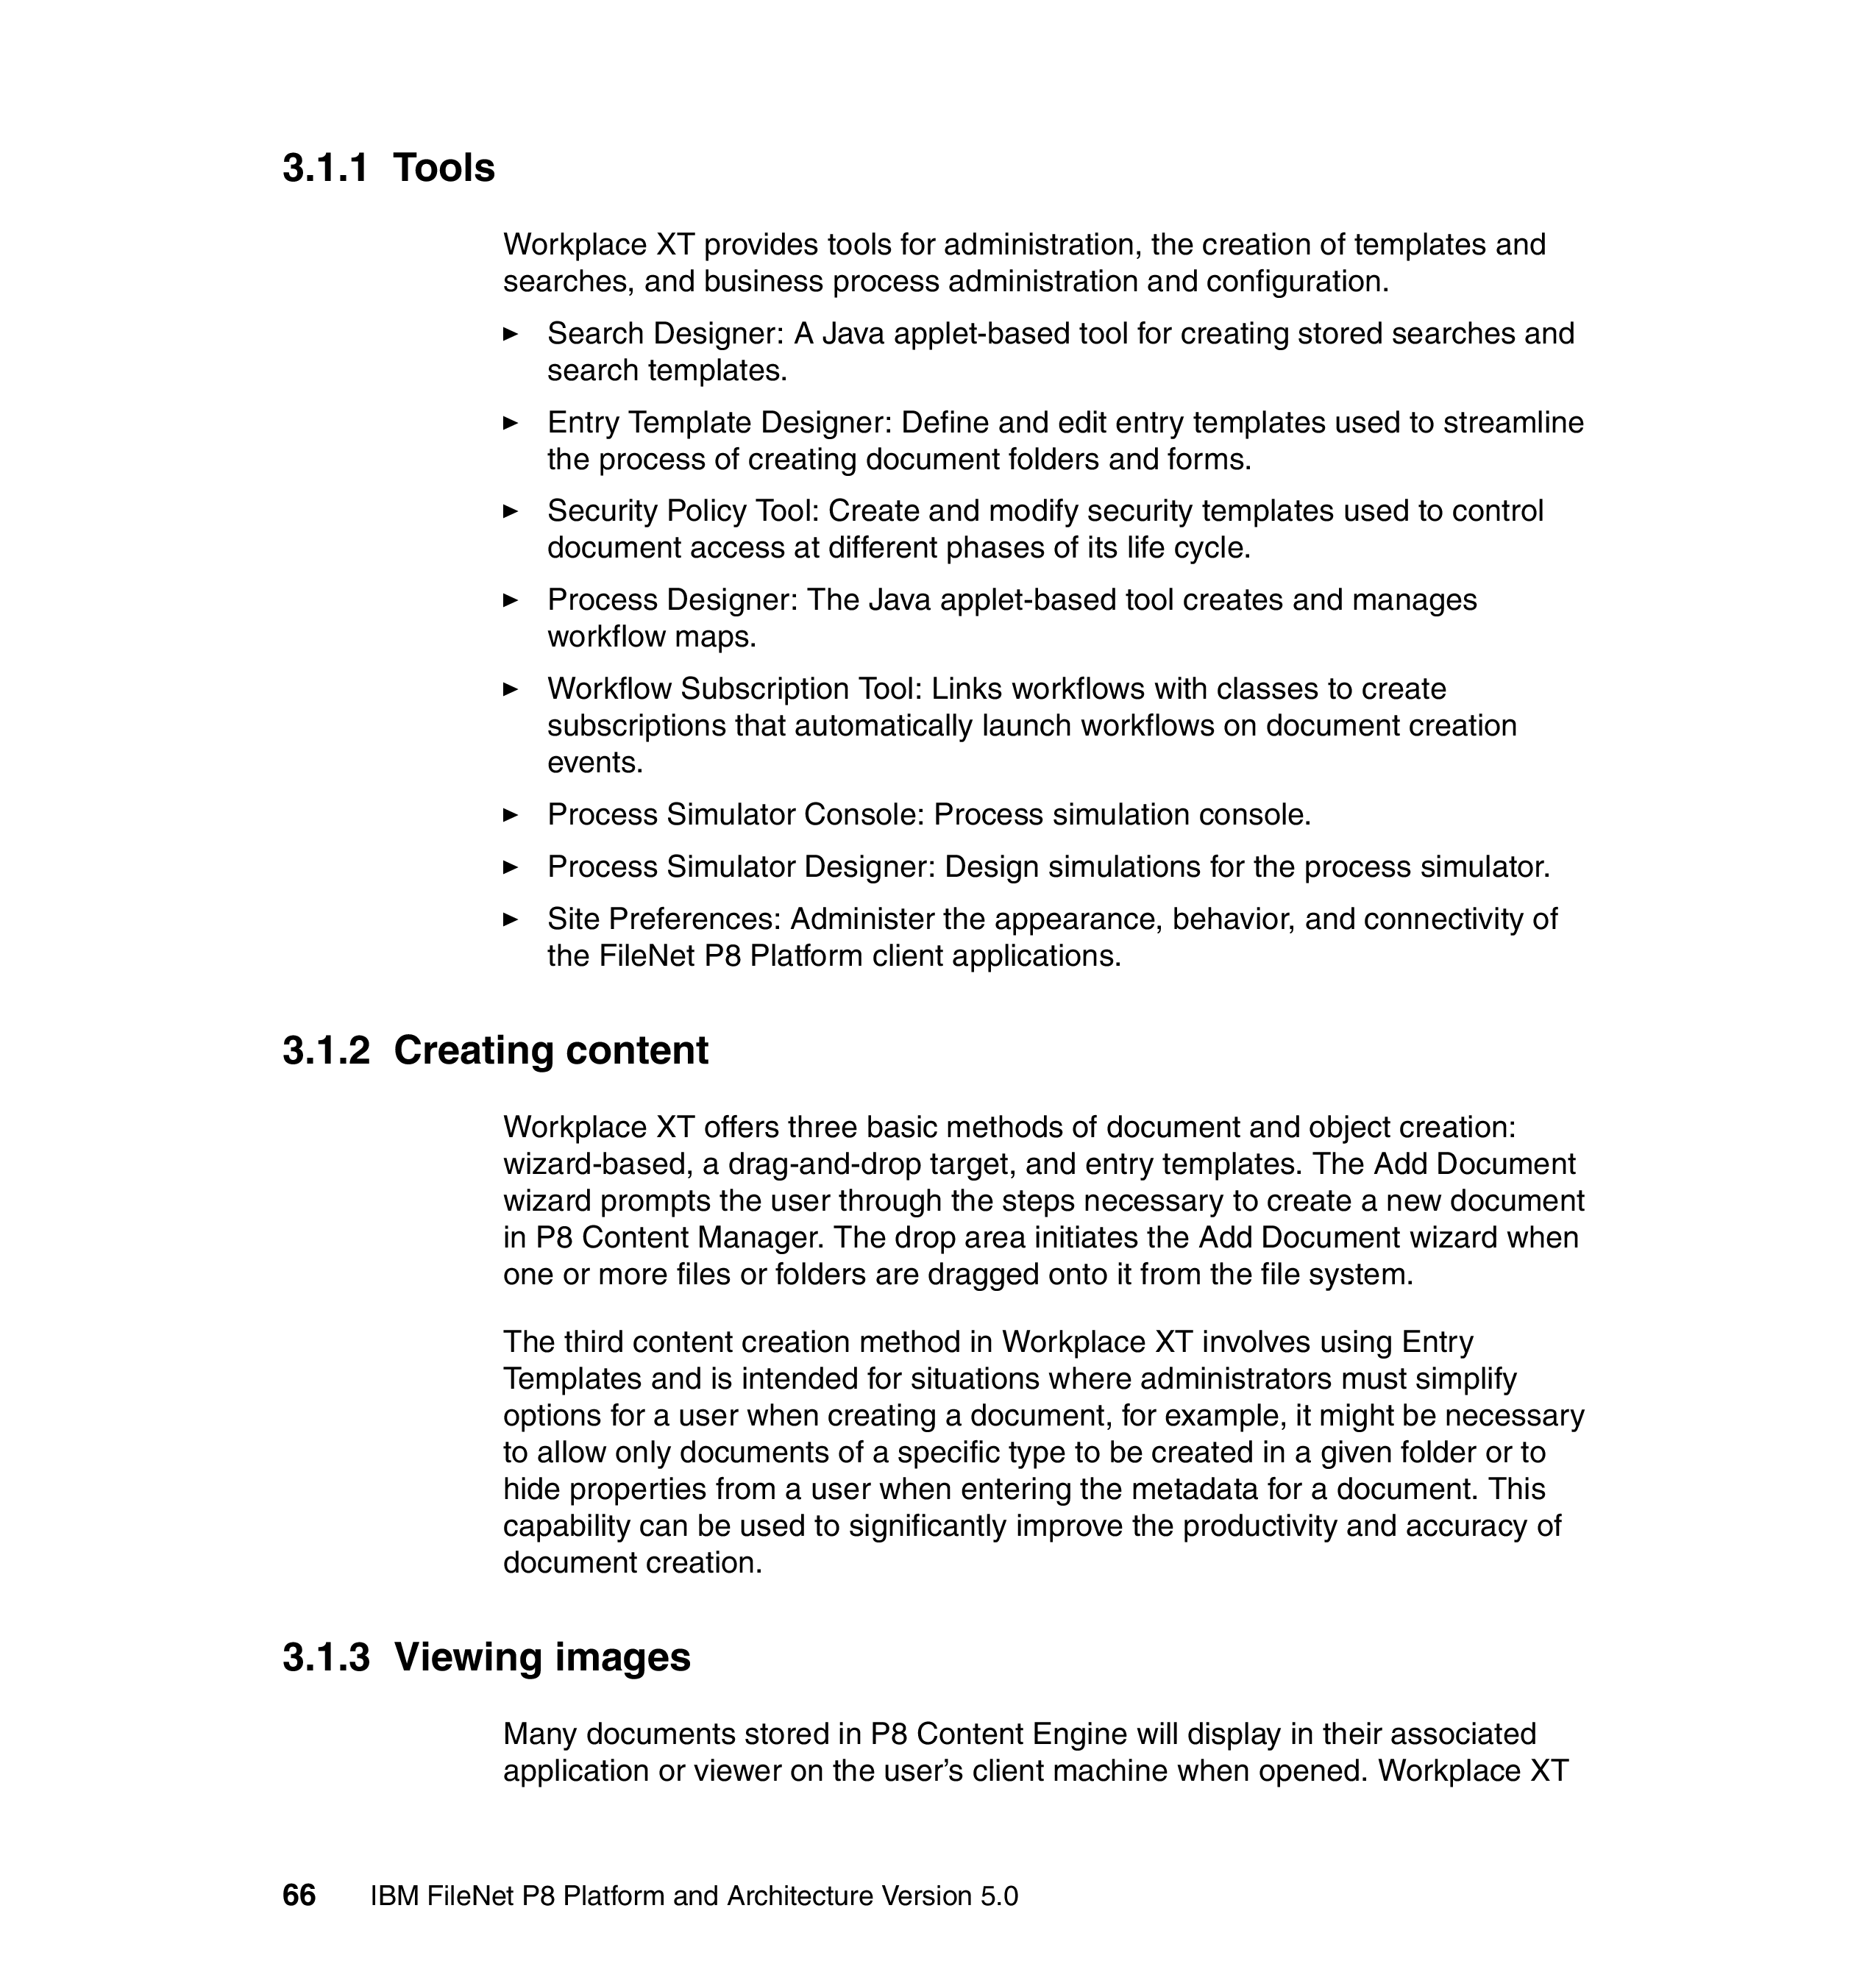 3.1.1 Tools
Workplace XT provides tools for administration, the creation of templates and
searches, and business process administration and configuration.
► Search Designer: A Java applet-based tool for creating stored searches and
search templates.
► Entry Template Designer: Define and edit entry templates used to streamline
the process of creating document folders and forms.
► Security Policy Tool: Create and modify security templates used to control
document access at different phases of its life cycle.
► Process Designer: The Java applet-based tool creates and manages
workflow maps.
► Workflow Subscription Tool: Links workflows with classes to create
subscriptions that automatically launch workflows on document creation
events.
► Process Simulator Console: Process simulation console.
► Process Simulator Designer: Design simulations for the process simulator.
► Site Preferences: Administer the appearance, behavior, and connectivity of
the FileNet P8 Platform client applications.
3.1.2 Creating content
Workplace XT offers three basic methods of document and object creation:
wizard-based, a drag-and-drop target, and entry templates. The Add Document
wizard prompts the user through the steps necessary to create a new document
in P8 Content Manager. The drop area initiates the Add Document wizard when
one or more files or folders are dragged onto it from the file system.
The third content creation method in Workplace XT involves using Entry
Templates and is intended for situations where administrators must simplify
options for a user when creating a document, for example, it might be necessary
to allow only documents of a specific type to be created in a given folder or to
hide properties from a user when entering the metadata for a document. This
capability can be used to significantly improve the productivity and accuracy of
document creation.
3.1.3 Viewing images
Many documents stored in P8 Content Engine will display in their associated
application or viewer on the user’s client machine when opened. Workplace XT
66 IBM FileNet P8 Platform and Architecture Version 5.0